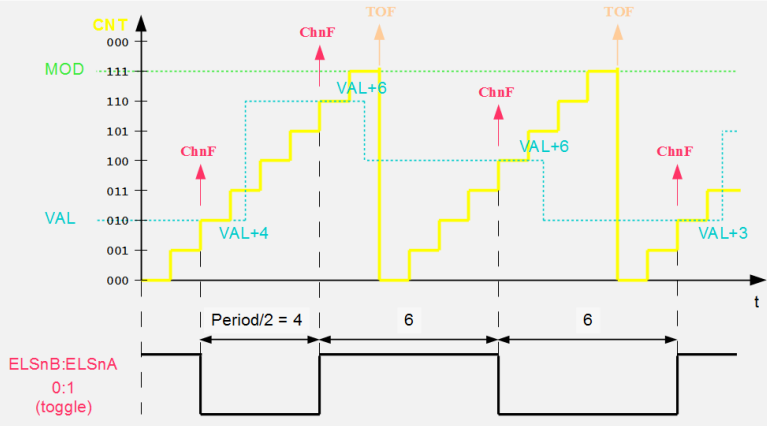 CNT
TOF
TOF
000
ChnF
MOD
111
VAL+6
110
ChnF
101
VAL+6
ChnF
100
ChnF
011
VAL
010
VAL+4
VAL+3
001
000
t
Period/2 = 4
6
6
ELSnB:ELSnA
0:1
(toggle)